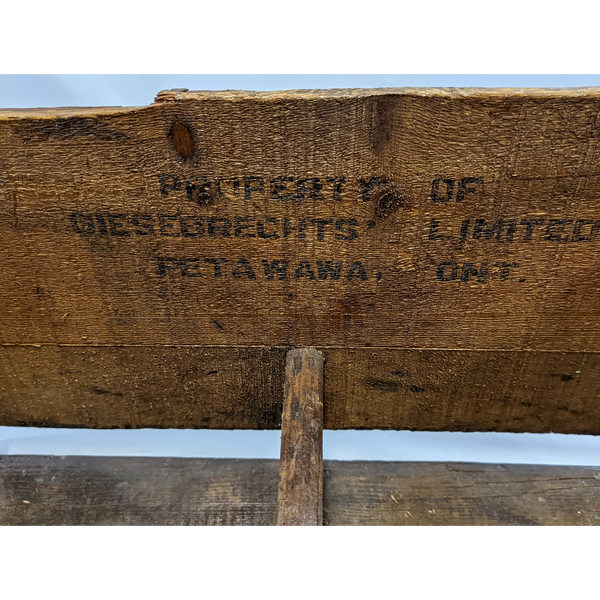 PROPERTY OF
GIESEBRECHTS' LIMITED
PETAWAWA, ONT.